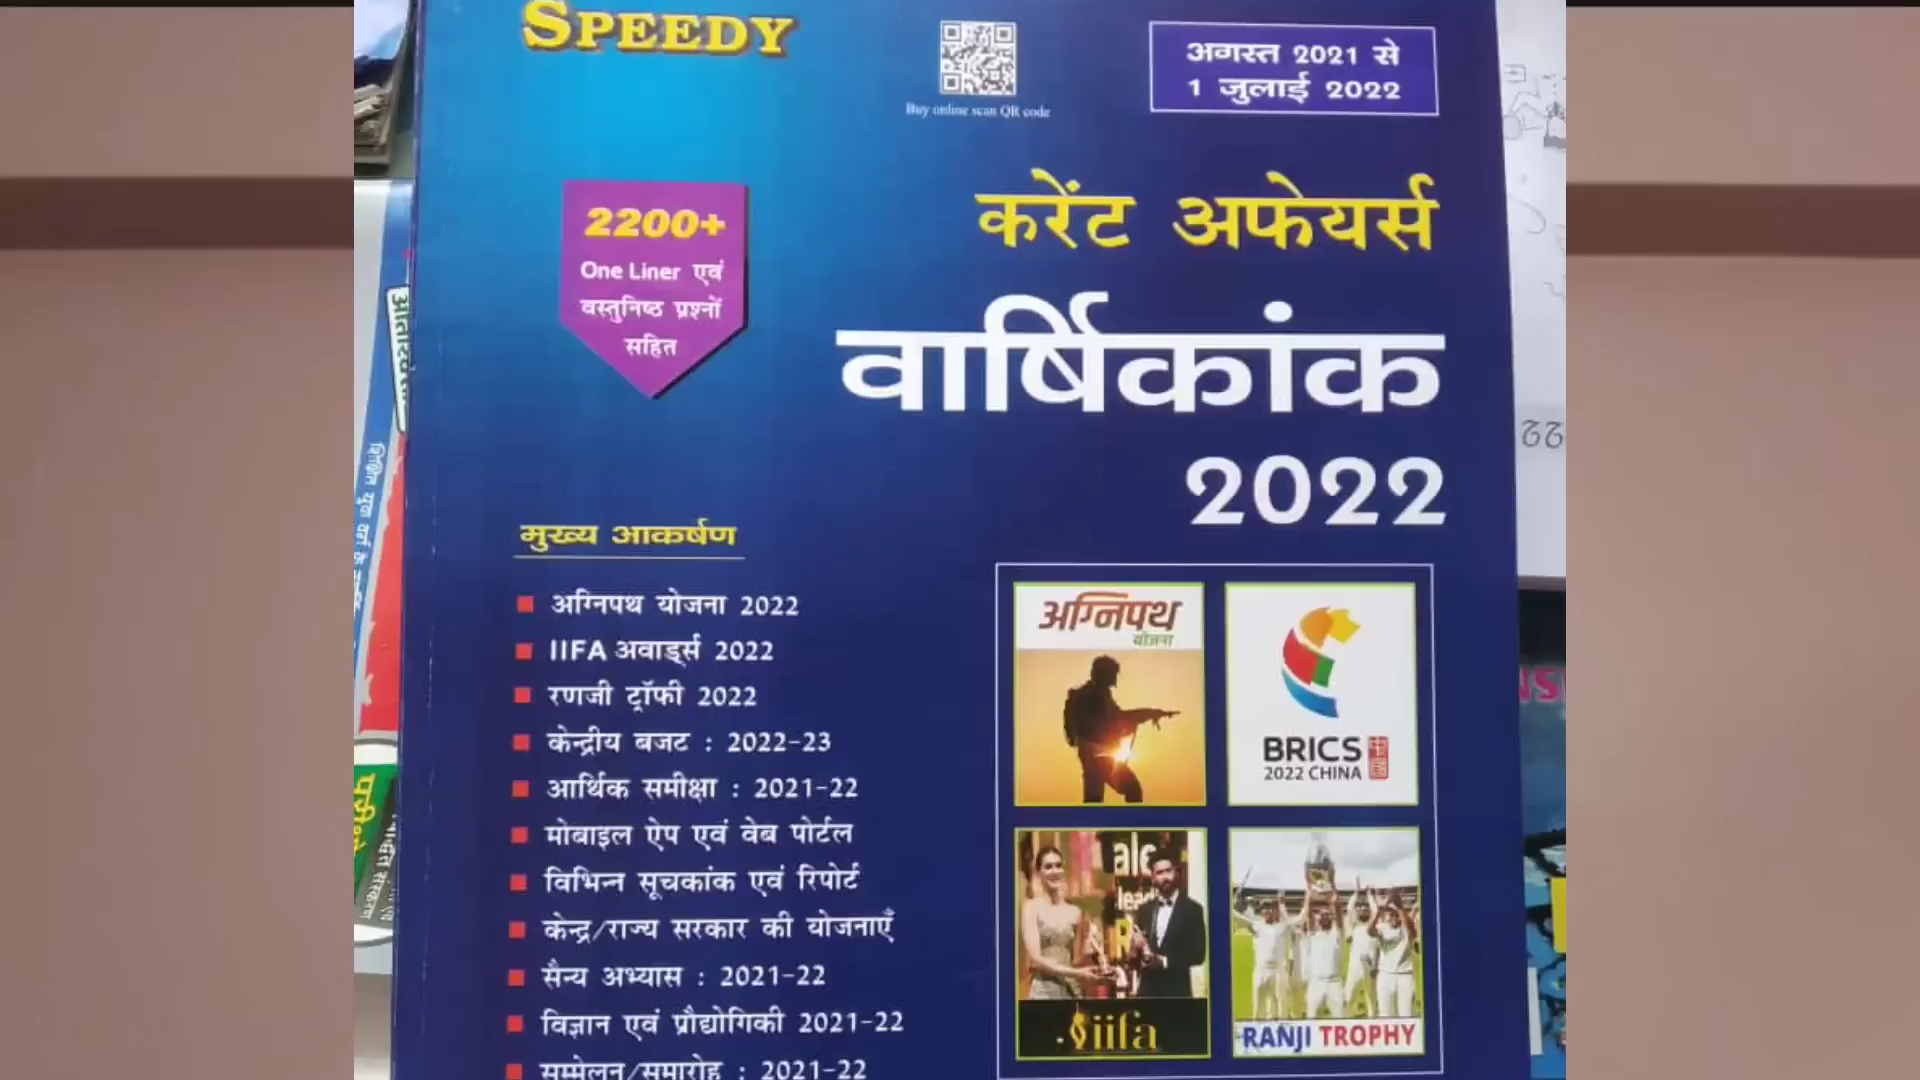 SPEEDY
Buy online scan QR code
अगस्त 2021 से
1 जुलाई 2022
2200+
One Liner एवं
वस्तुनिष्ठ प्रश्नों
सहित
करेंट अफेयर्स
वार्षिकांक
2022
मुख्य आकर्षण
अग्निपथ योजना 2022
IIFA अवार्ड्स 2022
रणजी ट्रॉफी 2022
केन्द्रीय बजट : 2022-23
आर्थिक समीक्षा : 2021-22
मोबाइल ऐप एवं वेब पोर्टल
विभिन्न सूचकांक एवं रिपोर्ट
केन्द्र/राज्य सरकार की योजनाएँ
सैन्य अभ्यास : 2021-22
विज्ञान एवं प्रौद्योगिकी 2021-22
सम्मेलन/समारोह : 2021-22
अग्निपथ
योजना
BRICS
2022 CHINA
iifa
RANJI TROPHY